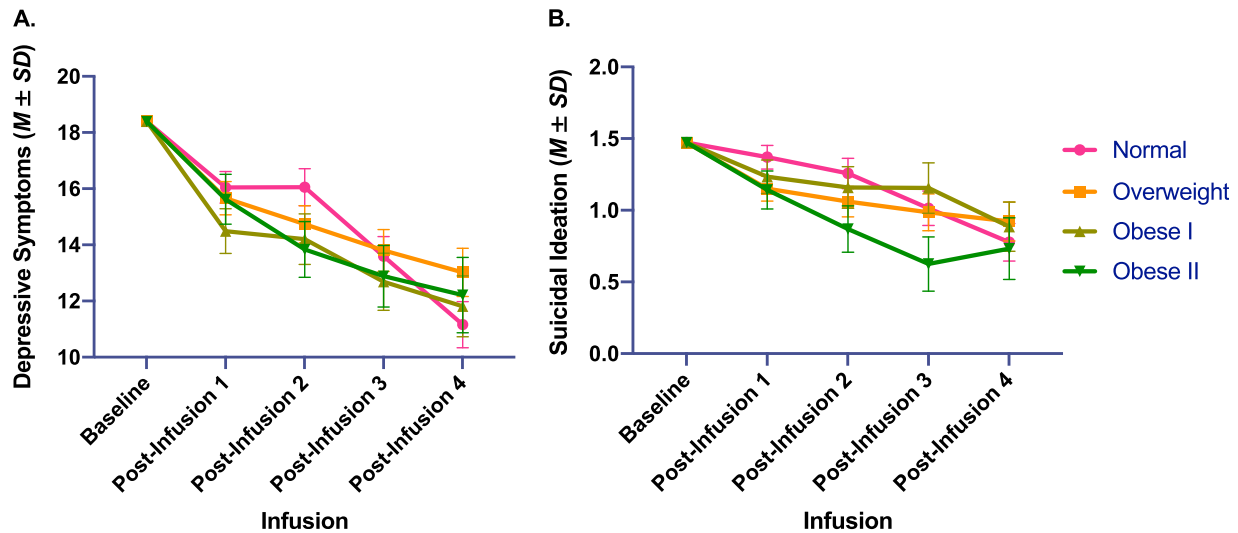 A.
Depressive Symptoms (M ± SD)
20
18
16
14
12
10
Baseline
Post-Infusion 1
Post-Infusion 2
Post-Infusion 3
Post-Infusion 4
Infusion
B.
Suicidal Ideation (M ± SD)
2.0
1.5
1.0
0.5
0.0
Baseline
Post-Infusion 1
Post-Infusion 2
Post-Infusion 3
Post-Infusion 4
Infusion
Normal
Overweight
Obese I
Obese II